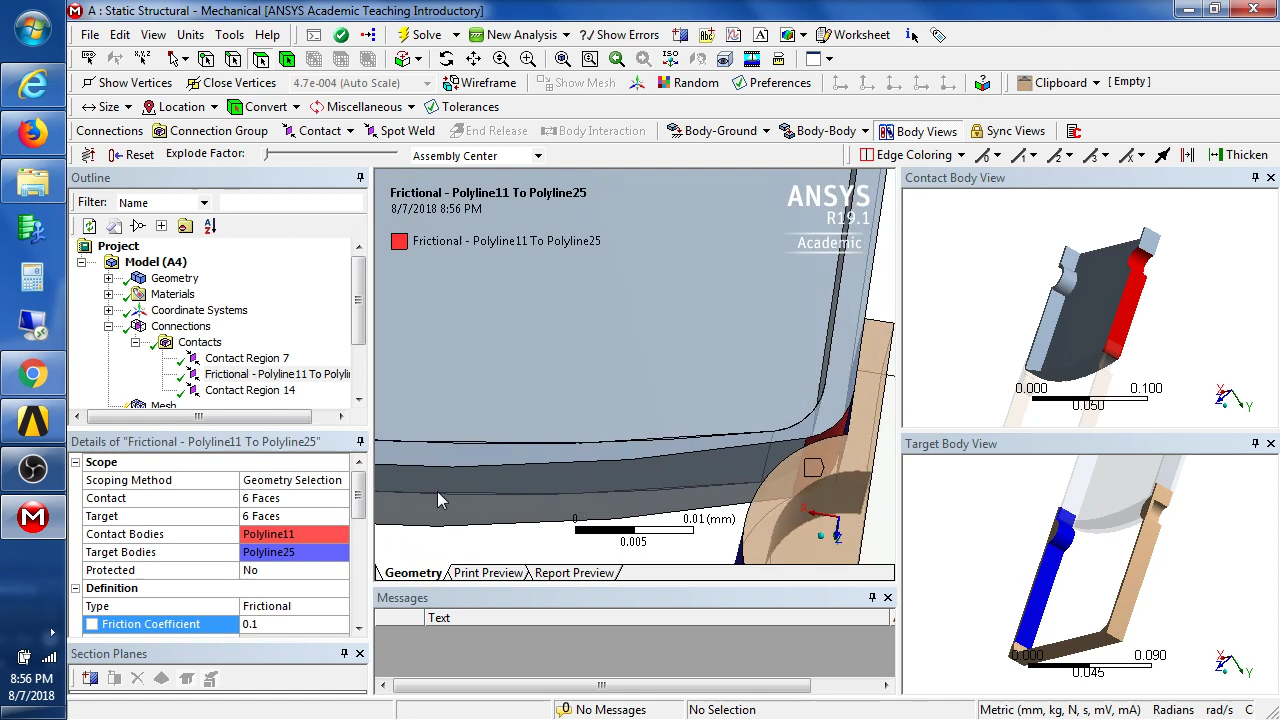 A : Static Structural - Mechanical [ANSYS Academic Teaching Introductory]
File Edit View Units Tools Help Solve New Analysis ?/ Show Errors Worksheet
Show Vertices Close Vertices 4.7e-004 (Auto Scale) Wireframe Show Mesh Random Preferences Clipboard [ Empty ]
Size Location Convert Miscellaneous Tolerances
Connections Connection Group Contact Spot Weld End Release Body Interaction Body-Ground Body-Body Body Views Sync Views
Reset Explode Factor: Assembly Center Edge Coloring Thicken
Outline
Filter: Name
Project
Model (A4)
Geometry
Materials
Coordinate Systems
Connections
Contacts
Contact Region 7
Frictional - Polyline11 To Polyli
Contact Region 14
Mesh
Details of "Frictional - Polyline11 To Polyline25"
Scope
Scoping Method Geometry Selection
Contact 6 Faces
Target 6 Faces
Contact Bodies Polyline11
Target Bodies Polyline25
Protected No
Definition
Type Frictional
Friction Coefficient 0.1
Section Planes
Frictional - Polyline11 To Polyline25
8/7/2018 8:56 PM
Frictional - Polyline11 To Polyline25
ANSYS
R19.1
Academic
0 0.01 (mm)
0.005
X
Geometry Print Preview Report Preview
Messages
Text
Contact Body View
0.000 0.100
0.050
X Y Z
Target Body View
0.000 0.090
0.045
X Y Z
8:56 PM
8/7/2018
0 No Messages No Selection Metric (mm, kg, N, s, mV, mA) Radians rad/s C